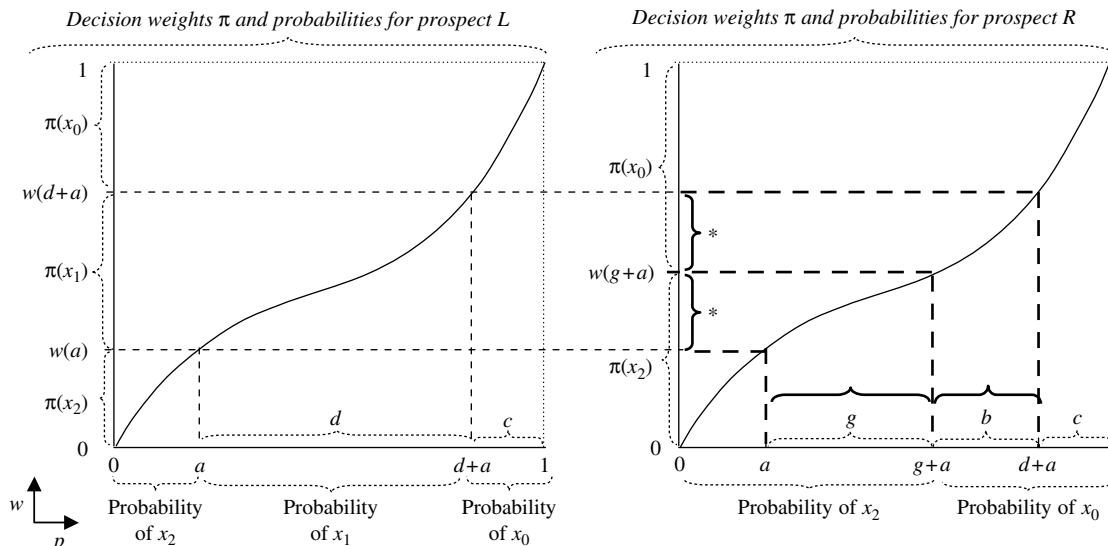 Decision weights π and probabilities for prospect L
1
π(x₀)
w(d+a)
π(x₁)
w(a)
π(x₂)
0
d
c
0
a
d+a
1
Probability
of x₂
Probability
of x₁
Probability
of x₀
w
p
Decision weights π and probabilities for prospect R
1
π(x₀)
*
w(g+a)
*
π(x₂)
0
g
b
c
0
a
g+a
d+a
Probability of x₂
Probability of x₀